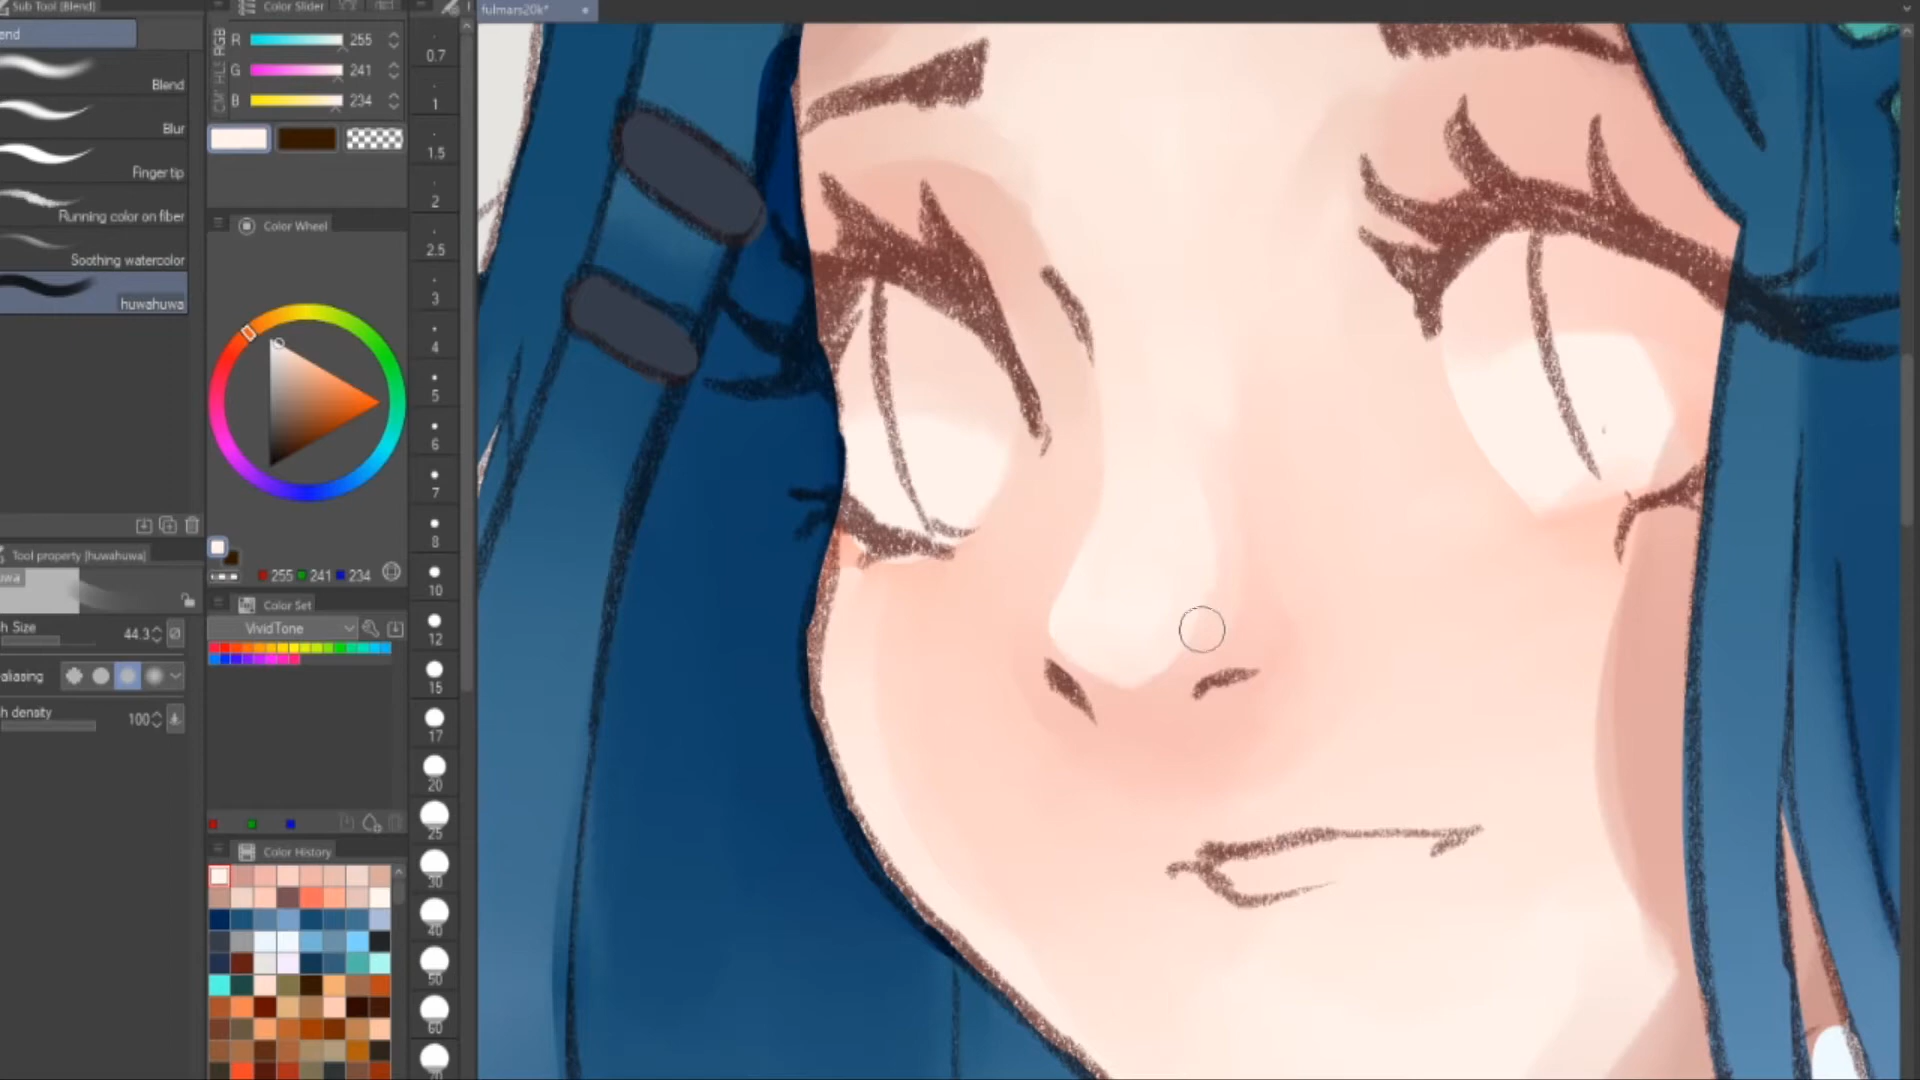 Sub Tool [Blend]
end
Blend
Blur
Finger tip
Running color on fiber
Soothing watercolor
huwahuwa
Tool property [huwahuwa]
uwa
h Size
44.3
aliasing
h density
100
Color Slider
RGB
R
255
G
241
B
234
Color Wheel
255 241 234
Color Set
VividTone
Color History
0.7
1
1.5
2
2.5
3
4
5
6
7
8
10
12
15
17
20
25
30
40
50
60
fulmars20k*